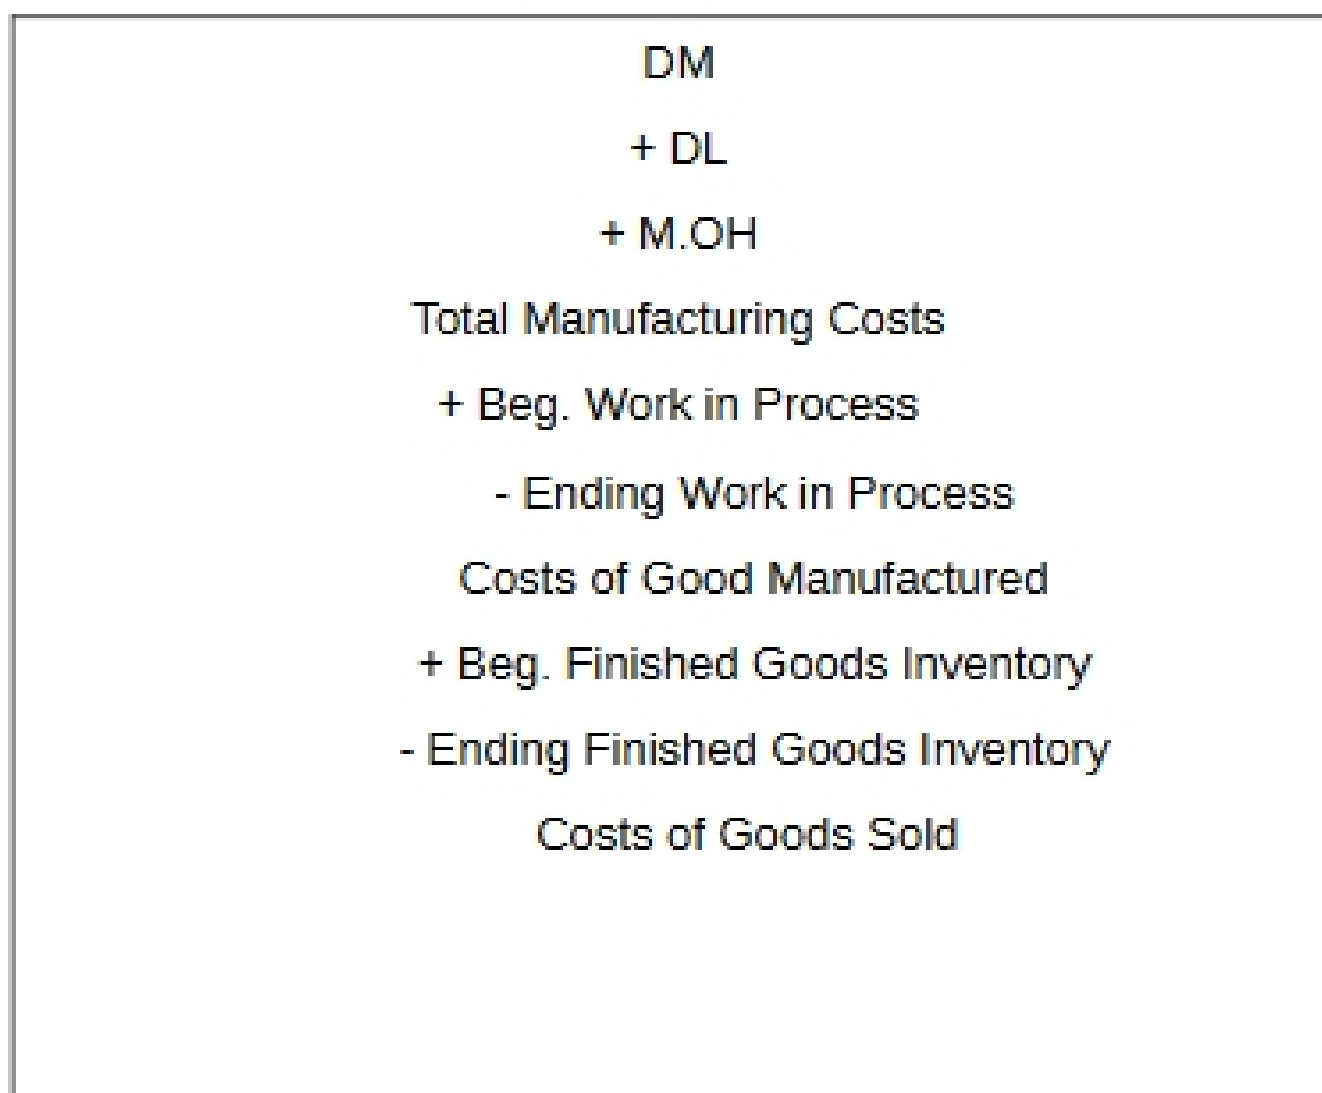 DM
+ DL
+ M.OH
Total Manufacturing Costs
+ Beg. Work in Process
- Ending Work in Process
Costs of Good Manufactured
+ Beg. Finished Goods Inventory
- Ending Finished Goods Inventory
Costs of Goods Sold